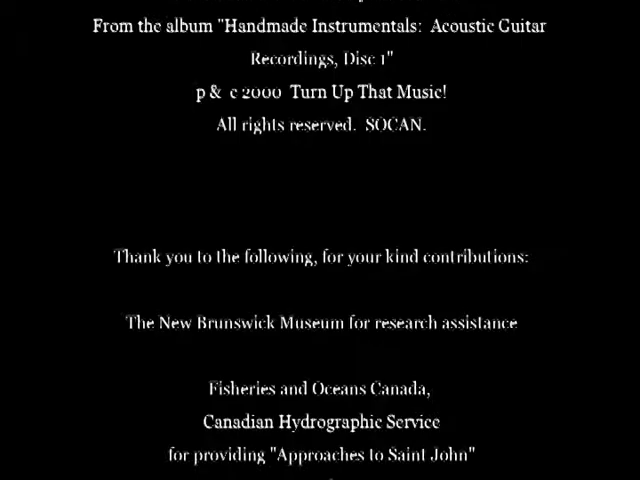 From the album "Handmade Instrumentals:  Acoustic Guitar
Recordings, Disc 1"
p &  c 2000  Turn Up That Music!
All rights reserved.  SOCAN.
Thank you to the following, for your kind contributions:
The New Brunswick Museum for research assistance
Fisheries and Oceans Canada,
Canadian Hydrographic Service
for providing "Approaches to Saint John"